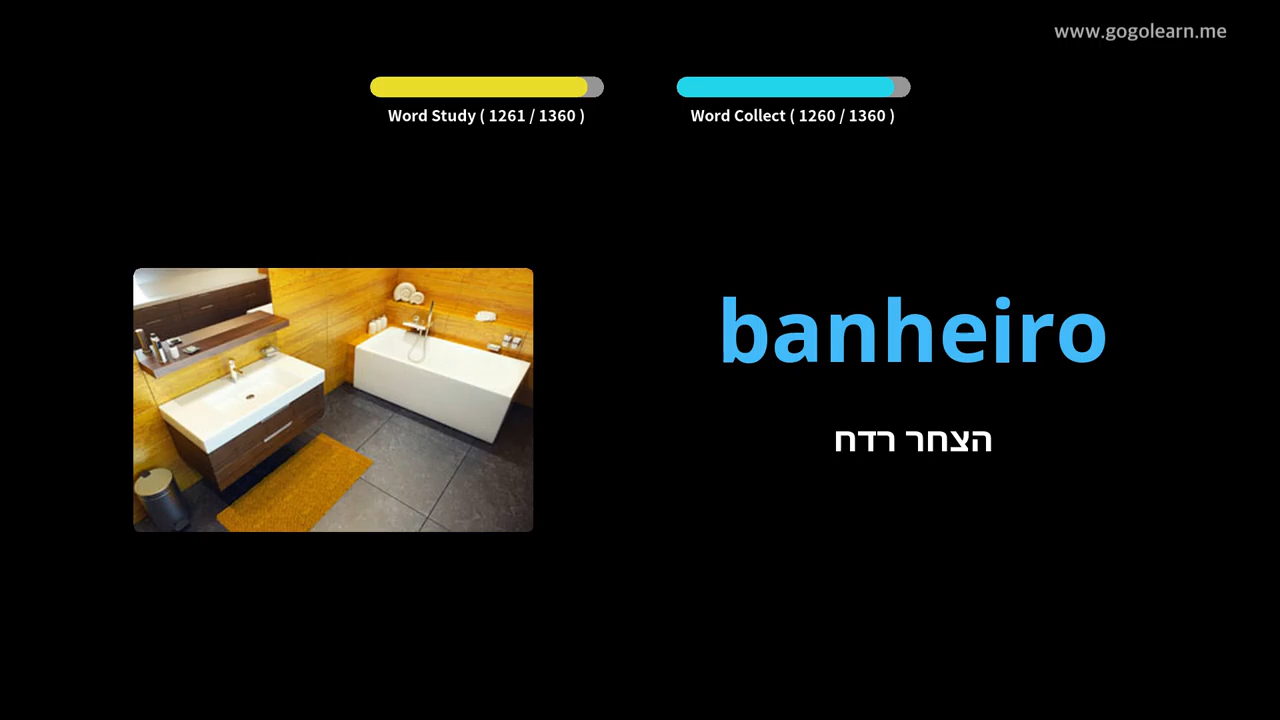 www.gogolearn.me
Word Study ( 1261 / 1360 )
Word Collect ( 1260 / 1360 )
banheiro
הצחר רדח